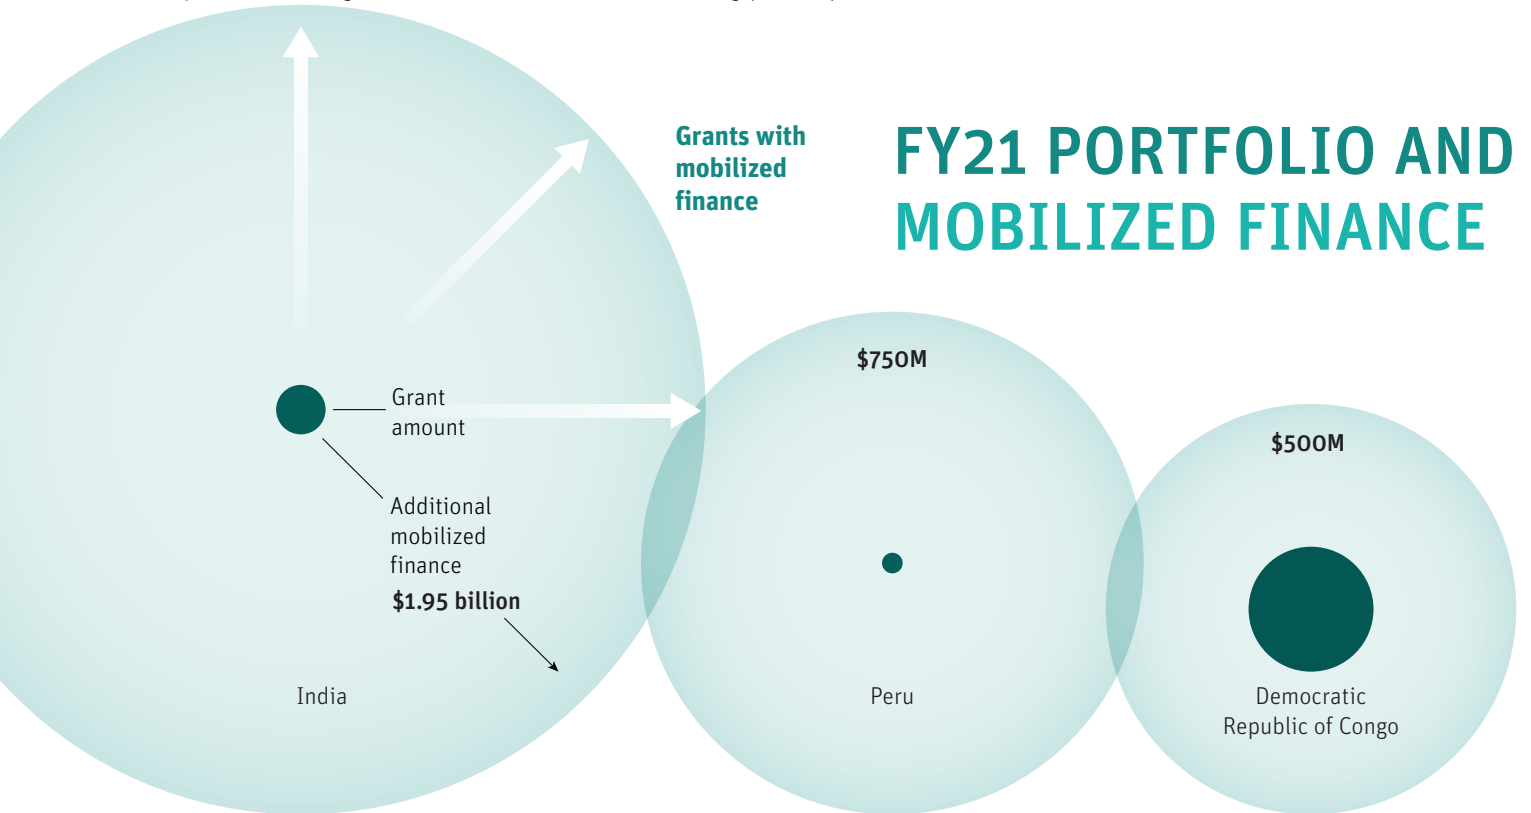 Grants with
mobilized
finance
FY21 PORTFOLIO AND
MOBILIZED FINANCE
Grant
amount
Additional
mobilized
finance
$1.95 billion
India
$750M
Peru
$500M
Democratic
Republic of Congo